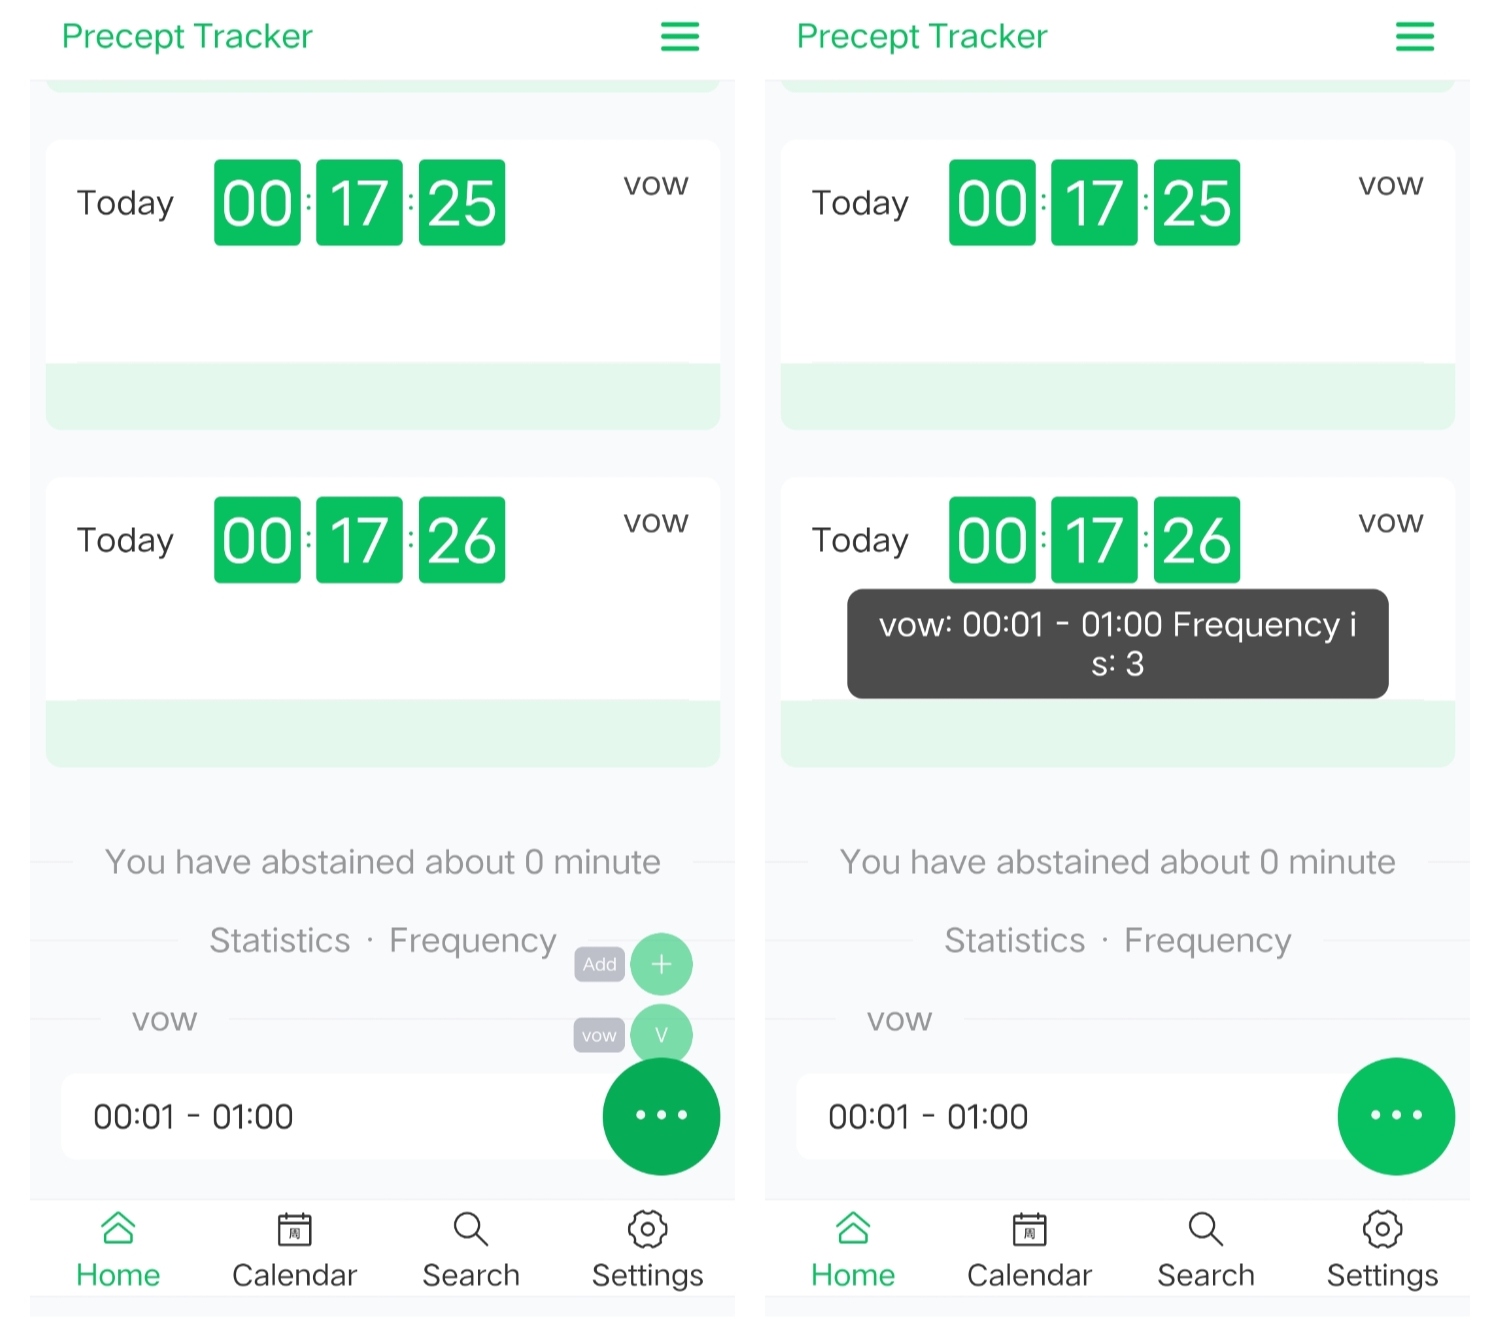 Precept Tracker
Today 00 : 17 : 25 vow
Today 00 : 17 : 26 vow
You have abstained about 0 minute
Statistics · Frequency
Add +
vow
vow V
00:01 - 01:00 •••
周
Home Calendar Search Settings
Precept Tracker
Today 00 : 17 : 25 vow
Today 00 : 17 : 26 vow
vow: 00:01 - 01:00 Frequency i
s: 3
You have abstained about 0 minute
Statistics · Frequency
vow
00:01 - 01:00 •••
周
Home Calendar Search Settings